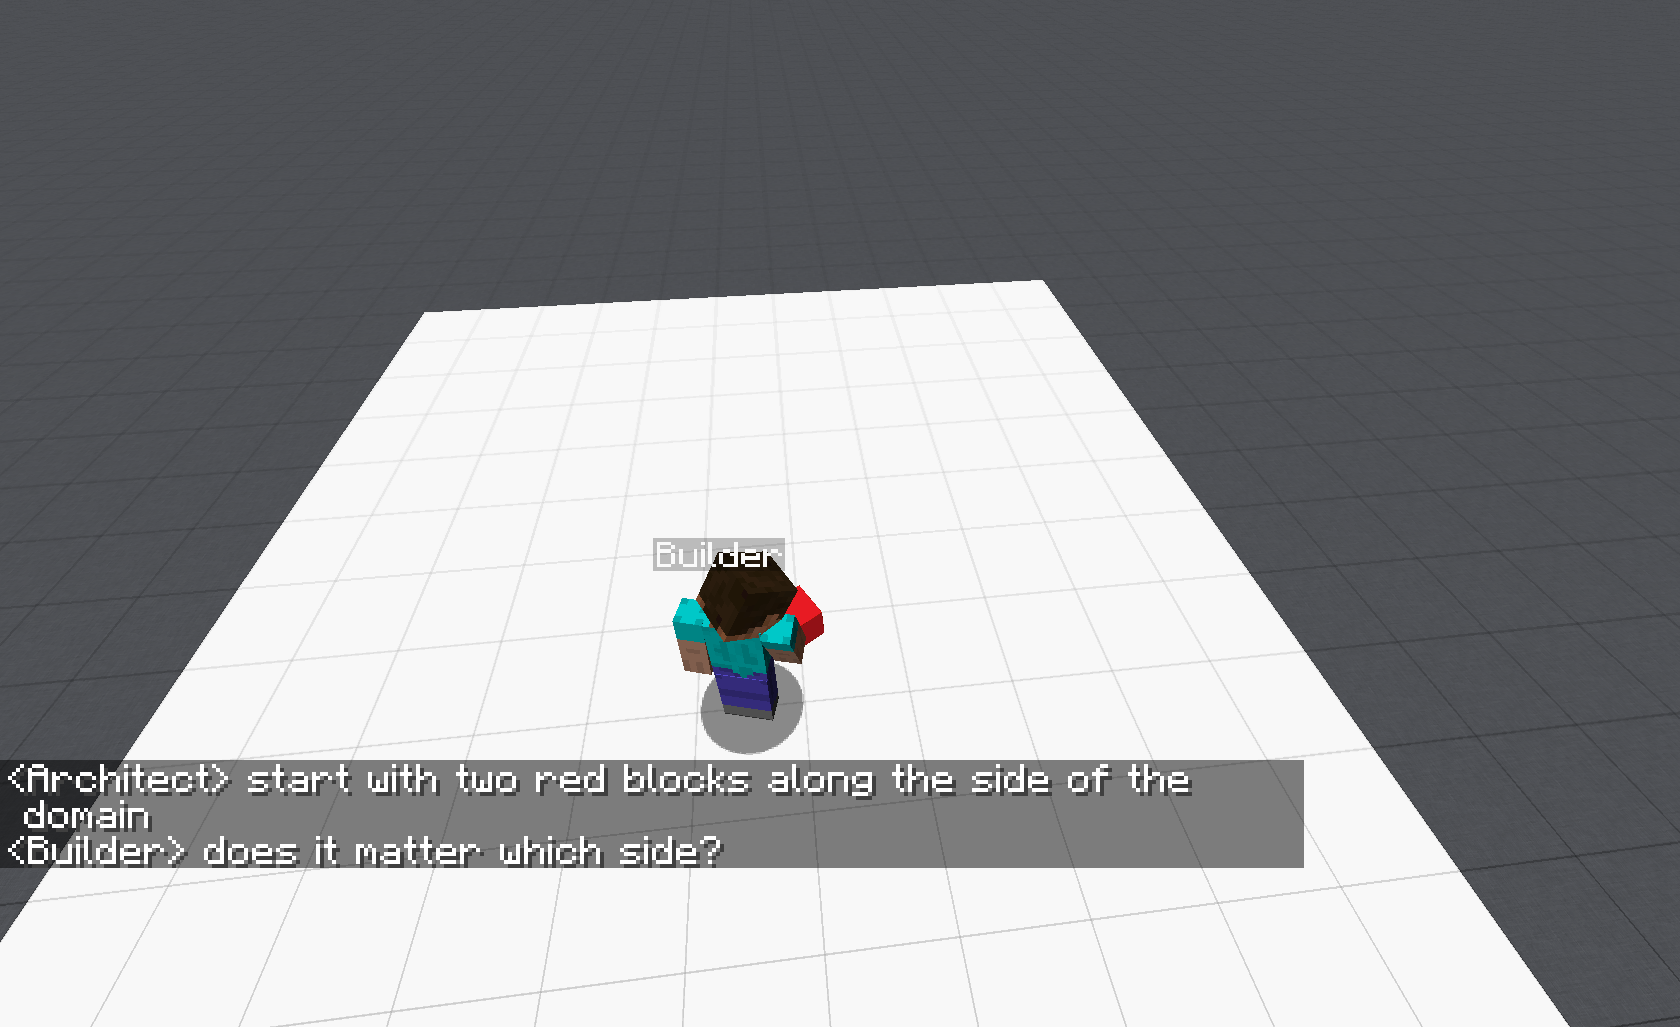 Builder
<Architect> start with two red blocks along the side of the
domain
<Builder> does it matter which side?